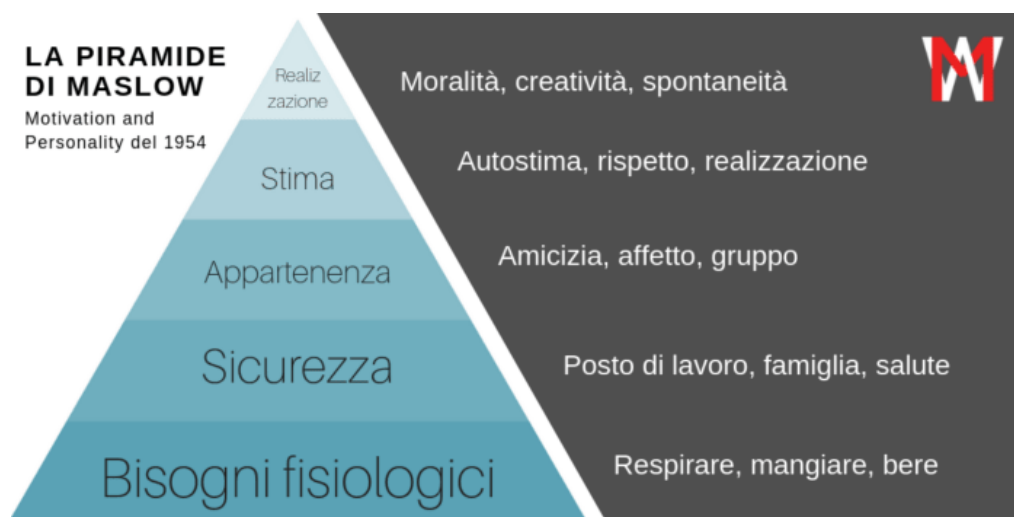 LA PIRAMIDE
DI MASLOW
Motivation and
Personality del 1954
Realiz
zazione
Moralità, creatività, spontaneità
Stima
Autostima, rispetto, realizzazione
Appartenenza
Amicizia, affetto, gruppo
Sicurezza
Posto di lavoro, famiglia, salute
Bisogni fisiologici
Respirare, mangiare, bere